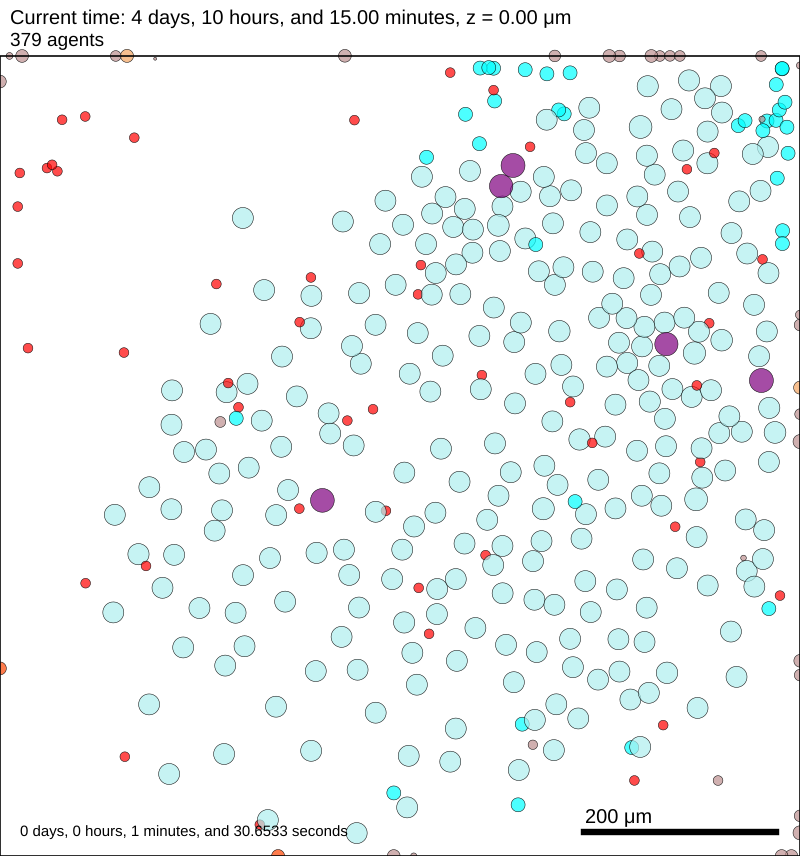 Current time: 4 days, 10 hours, and 15.00 minutes, z = 0.00 μm
379 agents
200 μm
0 days, 0 hours, 1 minutes, and 30.6533 seconds